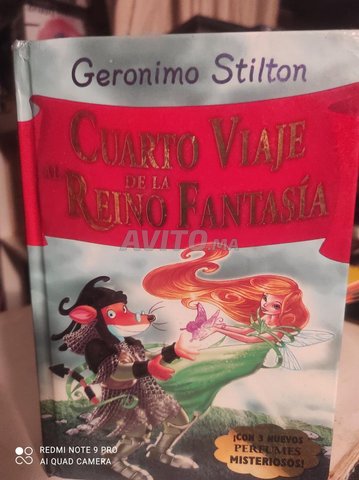 Geronimo Stilton
CUARTO VIAJE
AL
DE LA
REINO FANTASÍA
AVITO.MA
¡CON 3 NUEVOS
PERFUMES
MISTERIOSOS!
REDMI NOTE 9 PRO
AI QUAD CAMERA